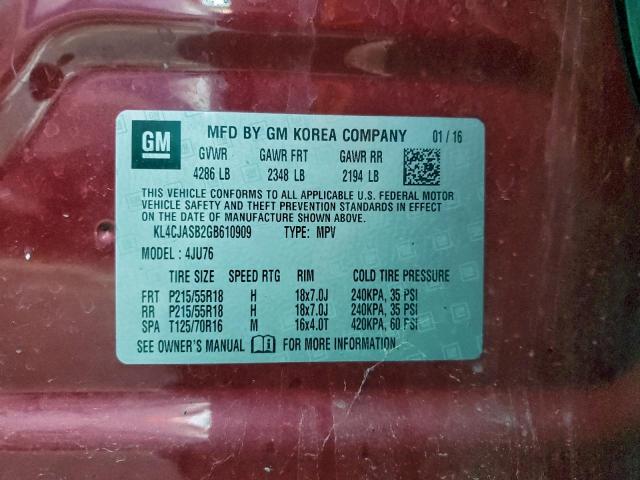 GM MFD BY GM KOREA COMPANY 01 / 16
GVWR GAWR FRT GAWR RR
4286 LB 2348 LB 2194 LB
THIS VEHICLE CONFORMS TO ALL APPLICABLE U.S. FEDERAL MOTOR
VEHICLE SAFETY AND THEFT PREVENTION STANDARDS IN EFFECT
ON THE DATE OF MANUFACTURE SHOWN ABOVE.
KL4CJASB2GB610909 TYPE: MPV
MODEL : 4JU76
TIRE SIZE SPEED RTG RIM COLD TIRE PRESSURE
FRT P215/55R18 H 18x7.0J 240KPA, 35 PSI
RR P215/55R18 H 18x7.0J 240KPA, 35 PSI
SPA T125/70R16 M 16x4.0T 420KPA, 60 PSI
SEE OWNER'S MANUAL FOR MORE INFORMATION.